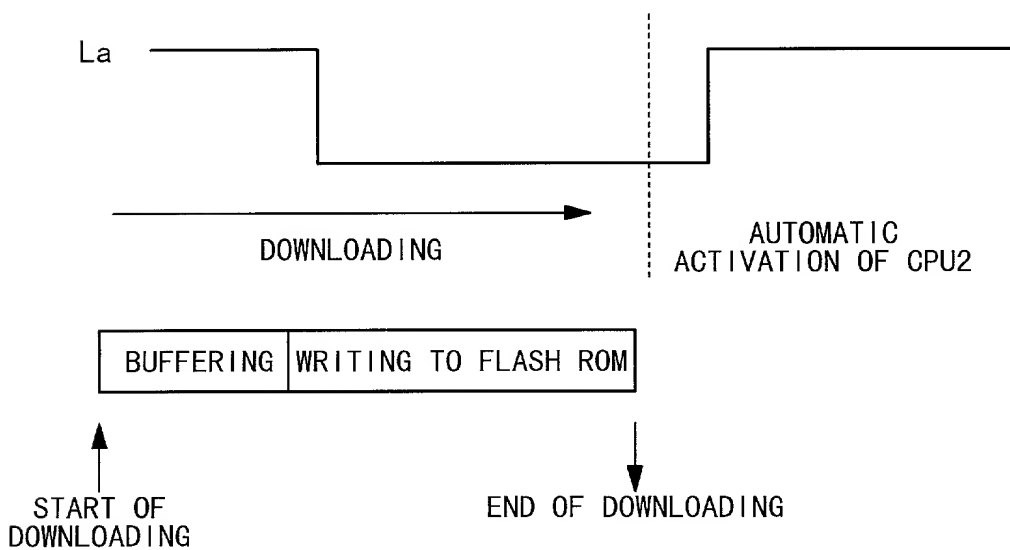 La
DOWNLOADING
AUTOMATIC
ACTIVATION OF CPU2
BUFFERING
WRITING TO FLASH ROM
START OF
DOWNLOADING
END OF DOWNLOADING